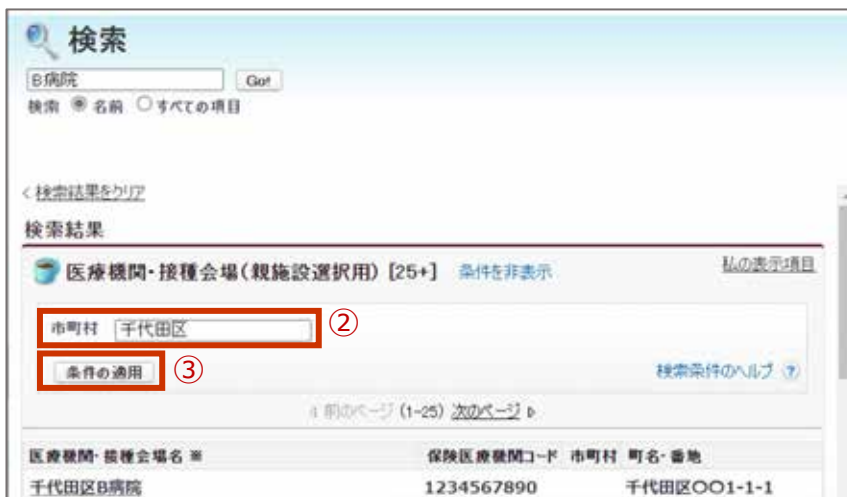 検索
B病院 Go!
検索 名前 すべての項目
< 検索結果をクリア
検索結果
医療機関・接種会場(親施設選択用) [25+] 条件を非表示 私の表示項目
市町村 千代田区 ②
条件の適用 ③ 検索条件のヘルプ ?
前のページ (1-25) 次のページ
医療機関・接種会場名 ※ 保険医療機関コード 市町村 町名・番地
千代田区B病院 1234567890 千代田区〇〇1-1-1